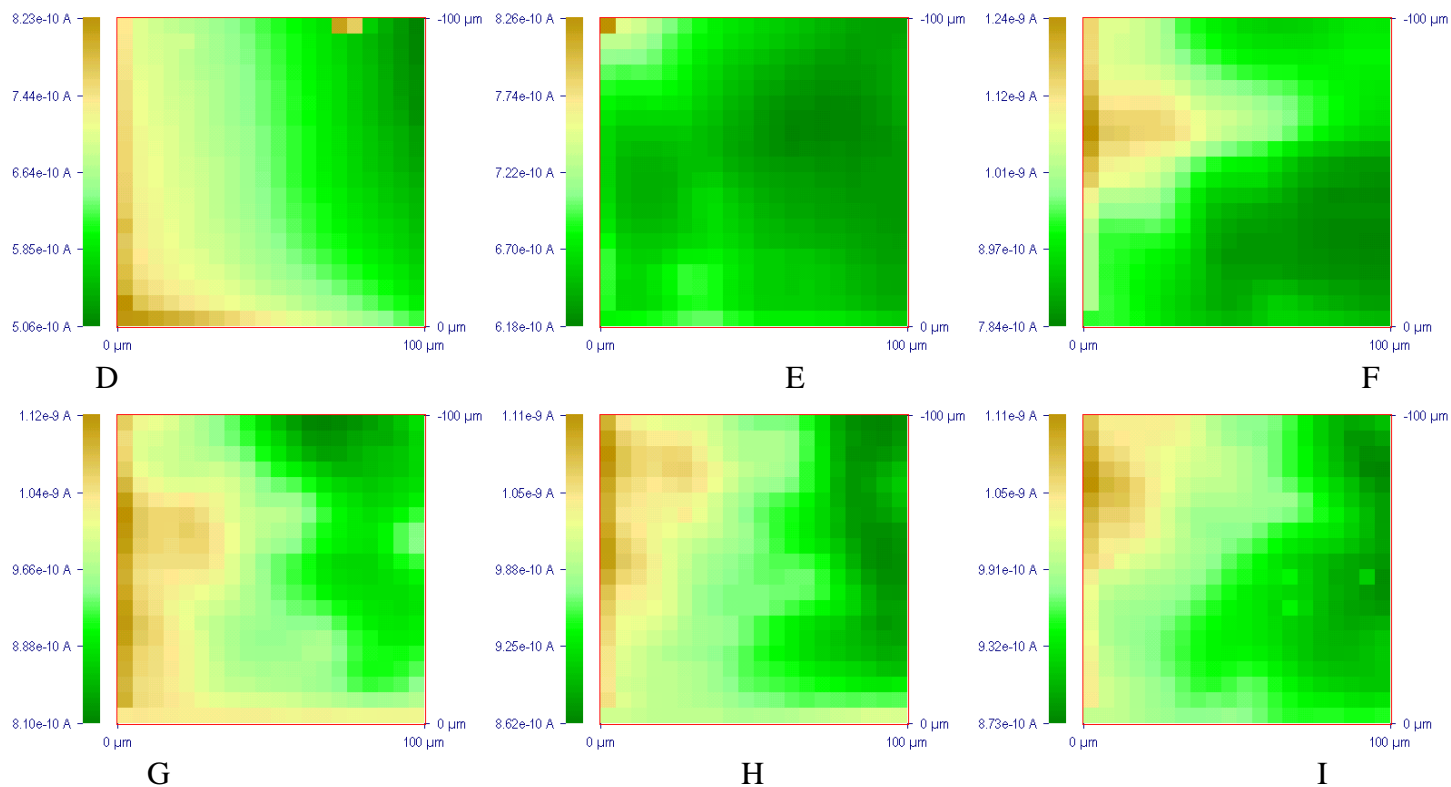 8.23e-10 A
7.44e-10 A
6.64e-10 A
5.85e-10 A
5.06e-10 A
-100 µm
0 µm
0 µm
100 µm
8.26e-10 A
7.74e-10 A
7.22e-10 A
6.70e-10 A
6.18e-10 A
-100 µm
0 µm
0 µm
100 µm
1.24e-9 A
1.12e-9 A
1.01e-9 A
8.97e-10 A
7.84e-10 A
-100 µm
0 µm
0 µm
100 µm
D
E
F
1.12e-9 A
1.04e-9 A
9.66e-10 A
8.88e-10 A
8.10e-10 A
-100 µm
0 µm
0 µm
100 µm
1.11e-9 A
1.05e-9 A
9.88e-10 A
9.25e-10 A
8.62e-10 A
-100 µm
0 µm
0 µm
100 µm
1.11e-9 A
1.05e-9 A
9.91e-10 A
9.32e-10 A
8.73e-10 A
-100 µm
0 µm
0 µm
100 µm
G
H
I